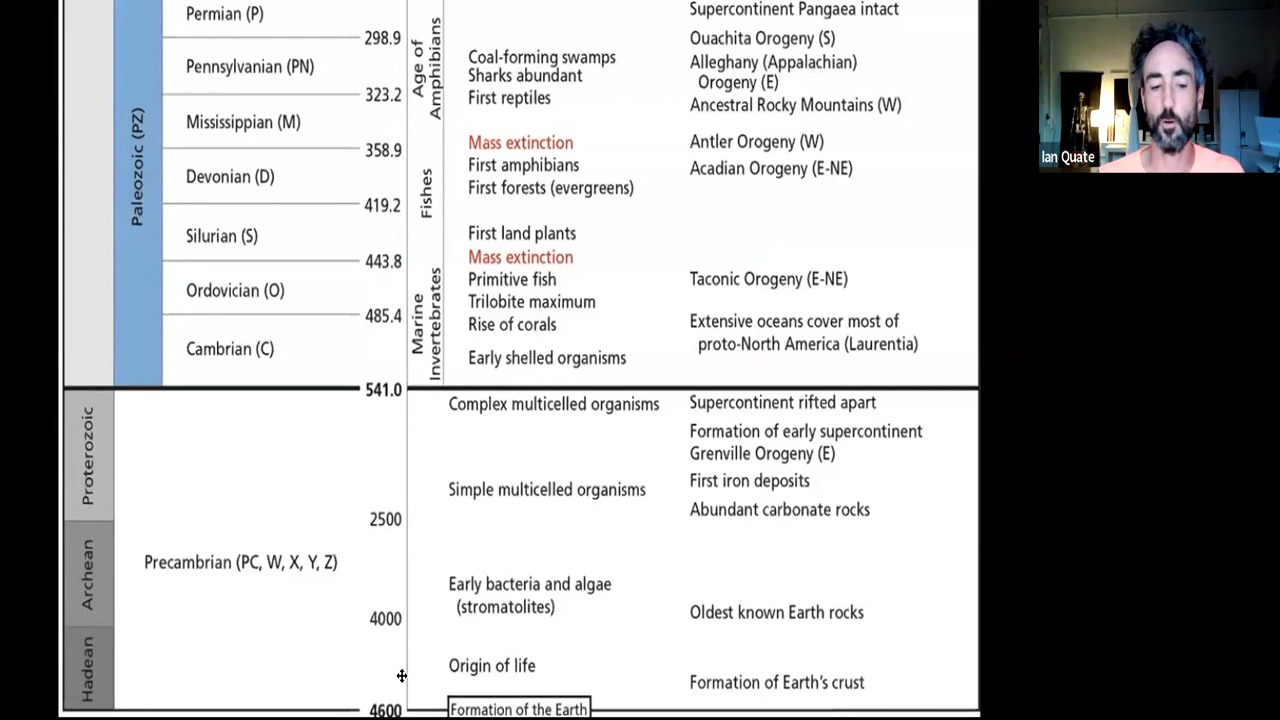 Permian (P)
Supercontinent Pangaea intact
298.9
Ouachita Orogeny (S)
Coal-forming swamps
Alleghany (Appalachian)
Pennsylvanian (PN)
Sharks abundant
Orogeny (E)
323.2
Age of
Amphibians
First reptiles
Ancestral Rocky Mountains (W)
Mississippian (M)
Mass extinction
Antler Orogeny (W)
358.9
First amphibians
Acadian Orogeny (E-NE)
Devonian (D)
First forests (evergreens)
Paleozoic (PZ)
419.2
Fishes
Silurian (S)
First land plants
443.8
Mass extinction
Primitive fish
Taconic Orogeny (E-NE)
Ordovician (O)
Trilobite maximum
485.4
Rise of corals
Extensive oceans cover most of
proto-North America (Laurentia)
Cambrian (C)
Marine
Invertebrates
Early shelled organisms
541.0
Complex multicelled organisms
Supercontinent rifted apart
Formation of early supercontinent
Grenville Orogeny (E)
Proterozoic
Simple multicelled organisms
First iron deposits
Abundant carbonate rocks
2500
Precambrian (PC, W, X, Y, Z)
Archean
Early bacteria and algae
(stromatolites)
Oldest known Earth rocks
4000
Hadean
Origin of life
Formation of Earth's crust
4600
Formation of the Earth
Ian Quate